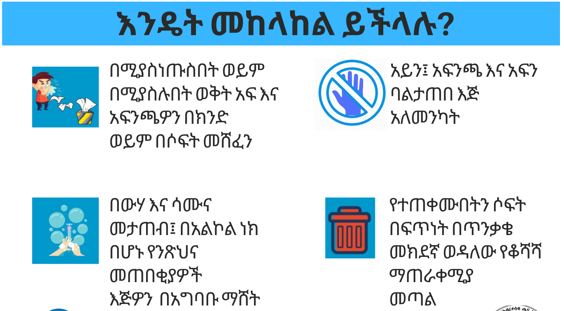 እንዴት መከላከል ይችላሉ?
በሚያስነጡስበት ወይም
በሚያስሉበት ወቅት አፍ እና
አፍንጫዎን በክንድ
ወይም በሶፍት መሸፈን
አይን፤ አፍንጫ እና አፍን
ባልታጠበ እጅ
አለመንካት
በውሃ እና ሳሙና
መታጠብ፤ በአልኮል ነክ
በሆኑ የንጽህና
መጠበቂያዎች
እጅዎን በአግባቡ ማሸት
የተጠቀሙበትን ሶፍት
በፍጥነት በጥንቃቄ
መክደኛ ወዳለው የቆሻሻ
ማጠራቀሚያ
መጣል